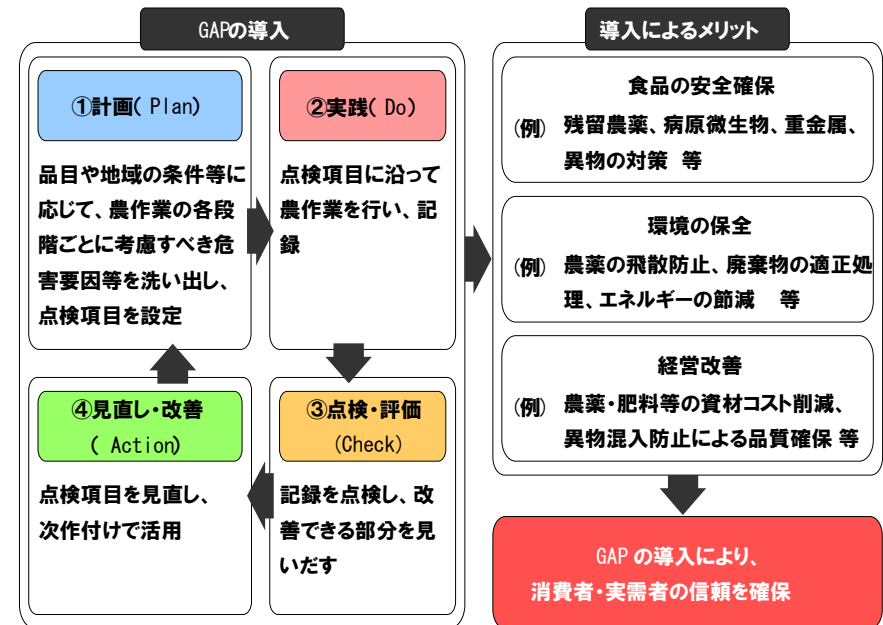 GAPの導入
①計画( Plan)
品目や地域の条件等に
応じて、農作業の各段
階ごとに考慮すべき危
害要因等を洗い出し、
点検項目を設定
②実践( Do)
点検項目に沿って
農作業を行い、記
録
③点検・評価
(Check)
記録を点検し、改
善できる部分を見
いだす
④見直し・改善
( Action)
点検項目を見直し、
次作付けで活用
導入によるメリット
食品の安全確保
(例) 残留農薬、病原微生物、重金属、
異物の対策 等
環境の保全
(例) 農薬の飛散防止、廃棄物の適正処
理、エネルギーの節減 等
経営改善
(例) 農薬・肥料等の資材コスト削減、
異物混入防止による品質確保 等
GAP の導入により、
消費者・実需者の信頼を確保